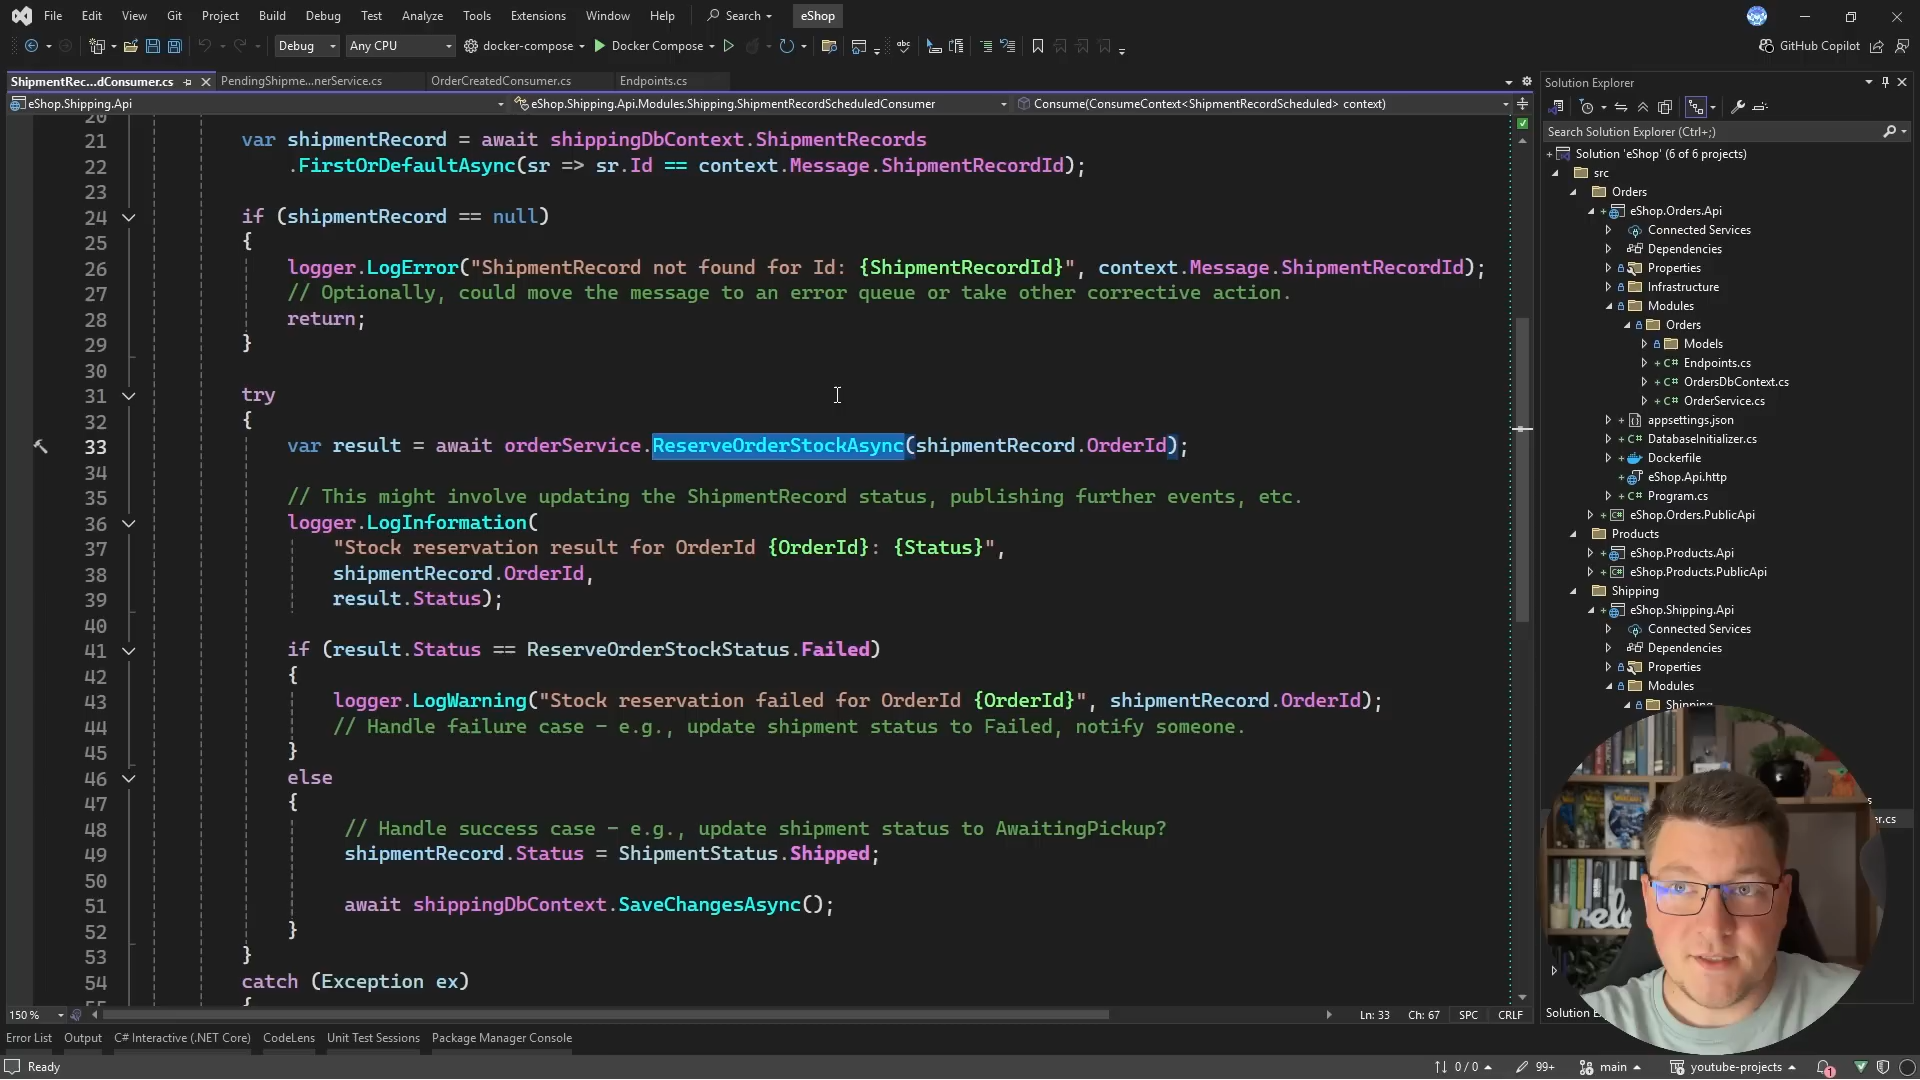 File Edit View Git Project Build Debug Test Analyze Tools Extensions Window Help Search eShop
Debug Any CPU docker-compose Docker Compose GitHub Copilot
ShipmentRec...dConsumer.cs PendingShipme...nerService.cs OrderCreatedConsumer.cs Endpoints.cs
eShop.Shipping.Api eShop.Shipping.Api.Modules.Shipping.ShipmentRecordScheduledConsumer Consume(ConsumeContext<ShipmentRecordScheduled> context)
20
21 var shipmentRecord = await shippingDbContext.ShipmentRecords
22 .FirstOrDefaultAsync(sr => sr.Id == context.Message.ShipmentRecordId);
23
24 if (shipmentRecord == null)
25 {
26 logger.LogError("ShipmentRecord not found for Id: {ShipmentRecordId}", context.Message.ShipmentRecordId);
27 // Optionally, could move the message to an error queue or take other corrective action.
28 return;
29 }
30
31 try
32 {
33 var result = await orderService.ReserveOrderStockAsync(shipmentRecord.OrderId);
34
35 // This might involve updating the ShipmentRecord status, publishing further events, etc.
36 logger.LogInformation(
37 "Stock reservation result for OrderId {OrderId}: {Status}",
38 shipmentRecord.OrderId,
39 result.Status);
40
41 if (result.Status == ReserveOrderStockStatus.Failed)
42 {
43 logger.LogWarning("Stock reservation failed for OrderId {OrderId}", shipmentRecord.OrderId);
44 // Handle failure case - e.g., update shipment status to Failed, notify someone.
45 }
46 else
47 {
48 // Handle success case - e.g., update shipment status to AwaitingPickup?
49 shipmentRecord.Status = ShipmentStatus.Shipped;
50
51 await shippingDbContext.SaveChangesAsync();
52 }
53 }
54 catch (Exception ex)
55 {
150 % Ln: 33 Ch: 67 SPC CRLF
Error List Output C# Interactive (.NET Core) CodeLens Unit Test Sessions Package Manager Console
Ready 0 / 0 99+ main youtube-projects 1
Solution Explorer
Search Solution Explorer (Ctrl+;)
Solution 'eShop' (6 of 6 projects)
src
Orders
eShop.Orders.Api
Connected Services
Dependencies
Properties
Infrastructure
Modules
Orders
Models
C# Endpoints.cs
C# OrdersDbContext.cs
C# OrderService.cs
appsettings.json
C# DatabaseInitializer.cs
Dockerfile
eShop.Api.http
C# Program.cs
eShop.Orders.PublicApi
Products
eShop.Products.Api
eShop.Products.PublicApi
Shipping
eShop.Shipping.Api
Connected Services
Dependencies
Properties
Modules
Shipping
er.cs